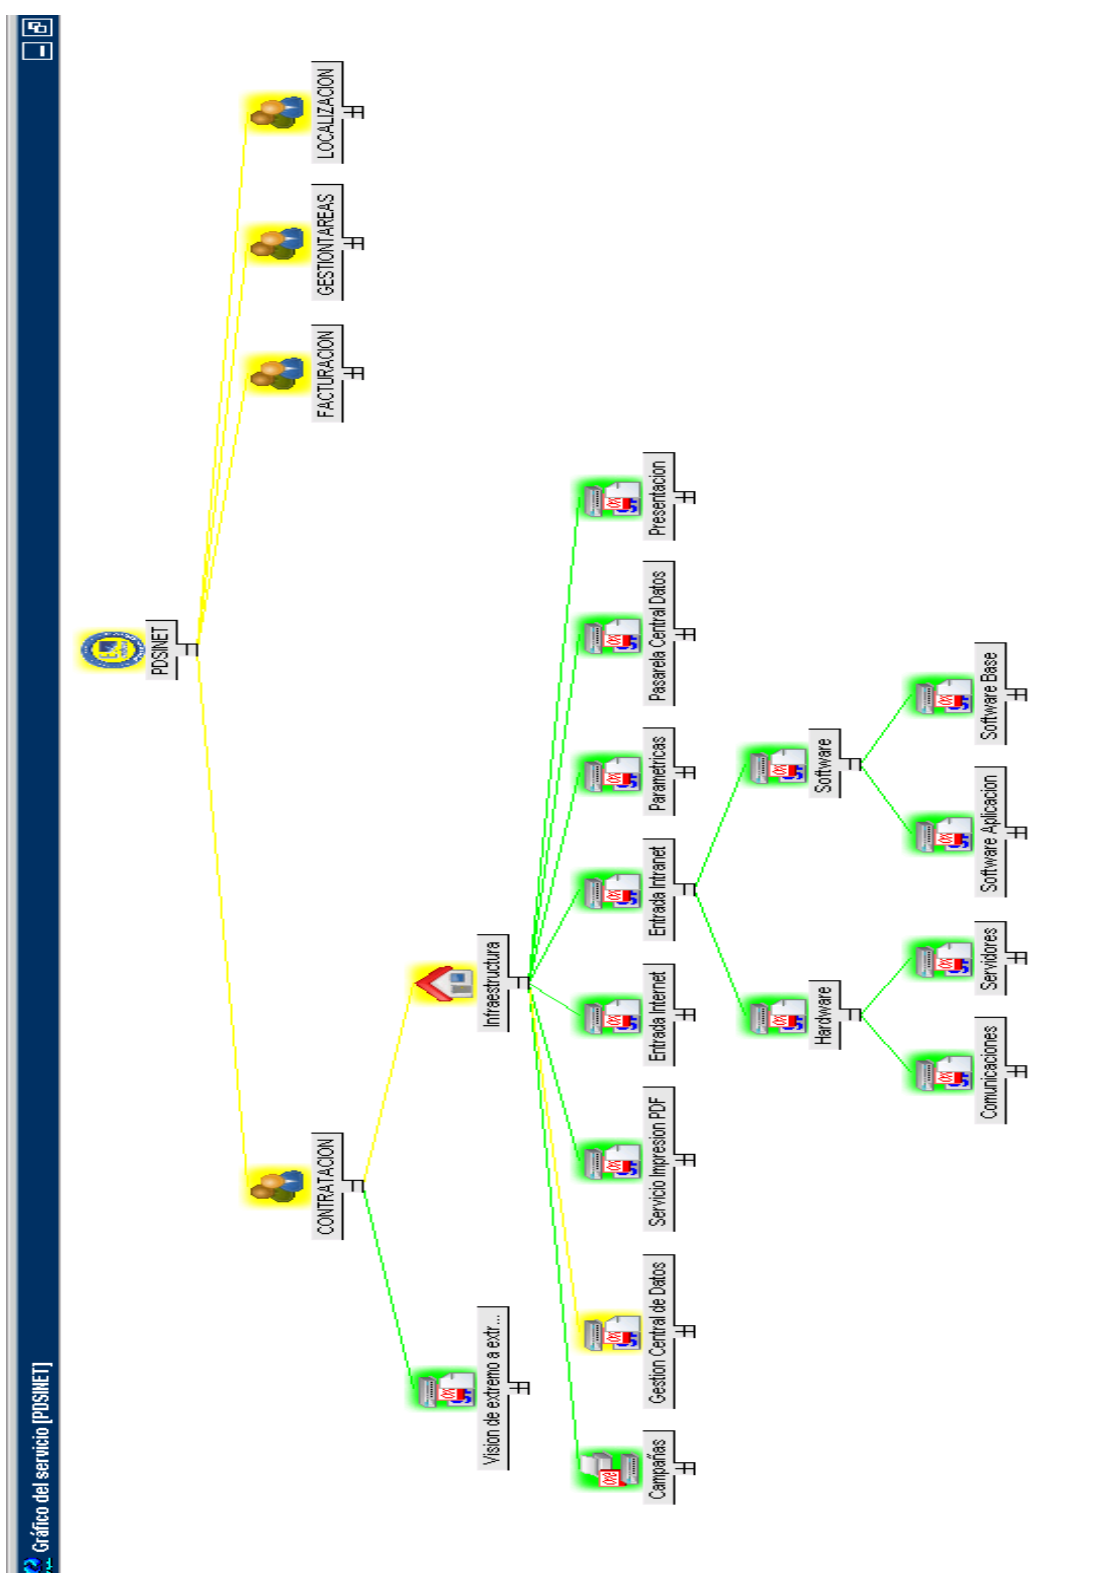 Gráfico del servicio [PDSINET]
PDSINET
CONTRATACION
FACTURACION
GESTIONTAREAS
LOCALIZACION
Vision de extremo a extr...
Infraestructura
Campañas
Gestion Central de Datos
Servicio Impresion PDF
Entrada Internet
Entrada Intranet
Parametricas
Pasarela Central Datos
Presentacion
Hardware
Software
Comunicaciones
Servidores
Software Aplicacion
Software Base